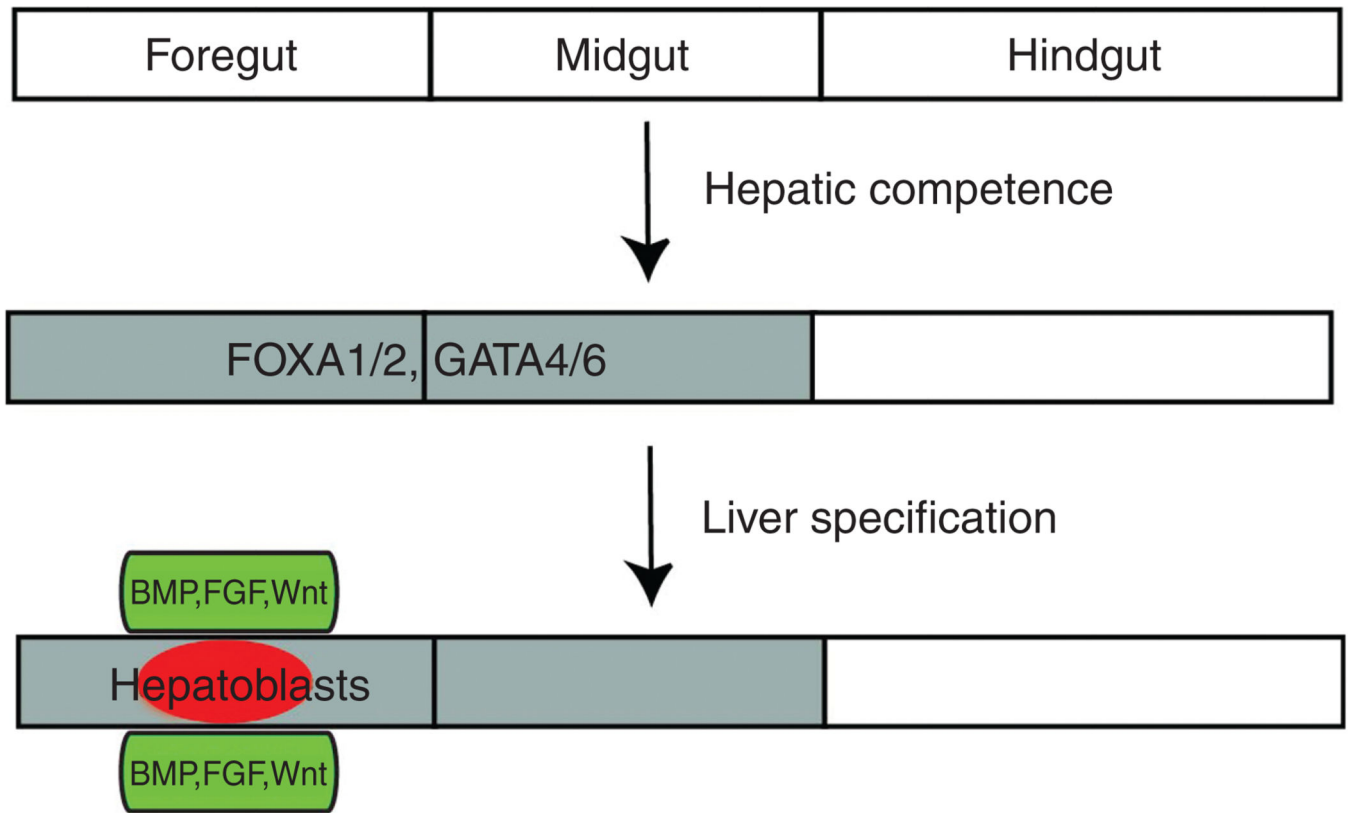 Foregut
Midgut
Hindgut
Hepatic competence
FOXA1/2, GATA4/6
Liver specification
BMP,FGF,Wnt
Hepatoblasts
BMP,FGF,Wnt